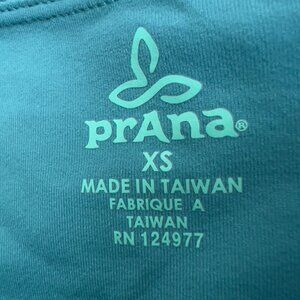 prAna®
XS
MADE IN TAIWAN
FABRIQUE A
TAIWAN
RN 124977